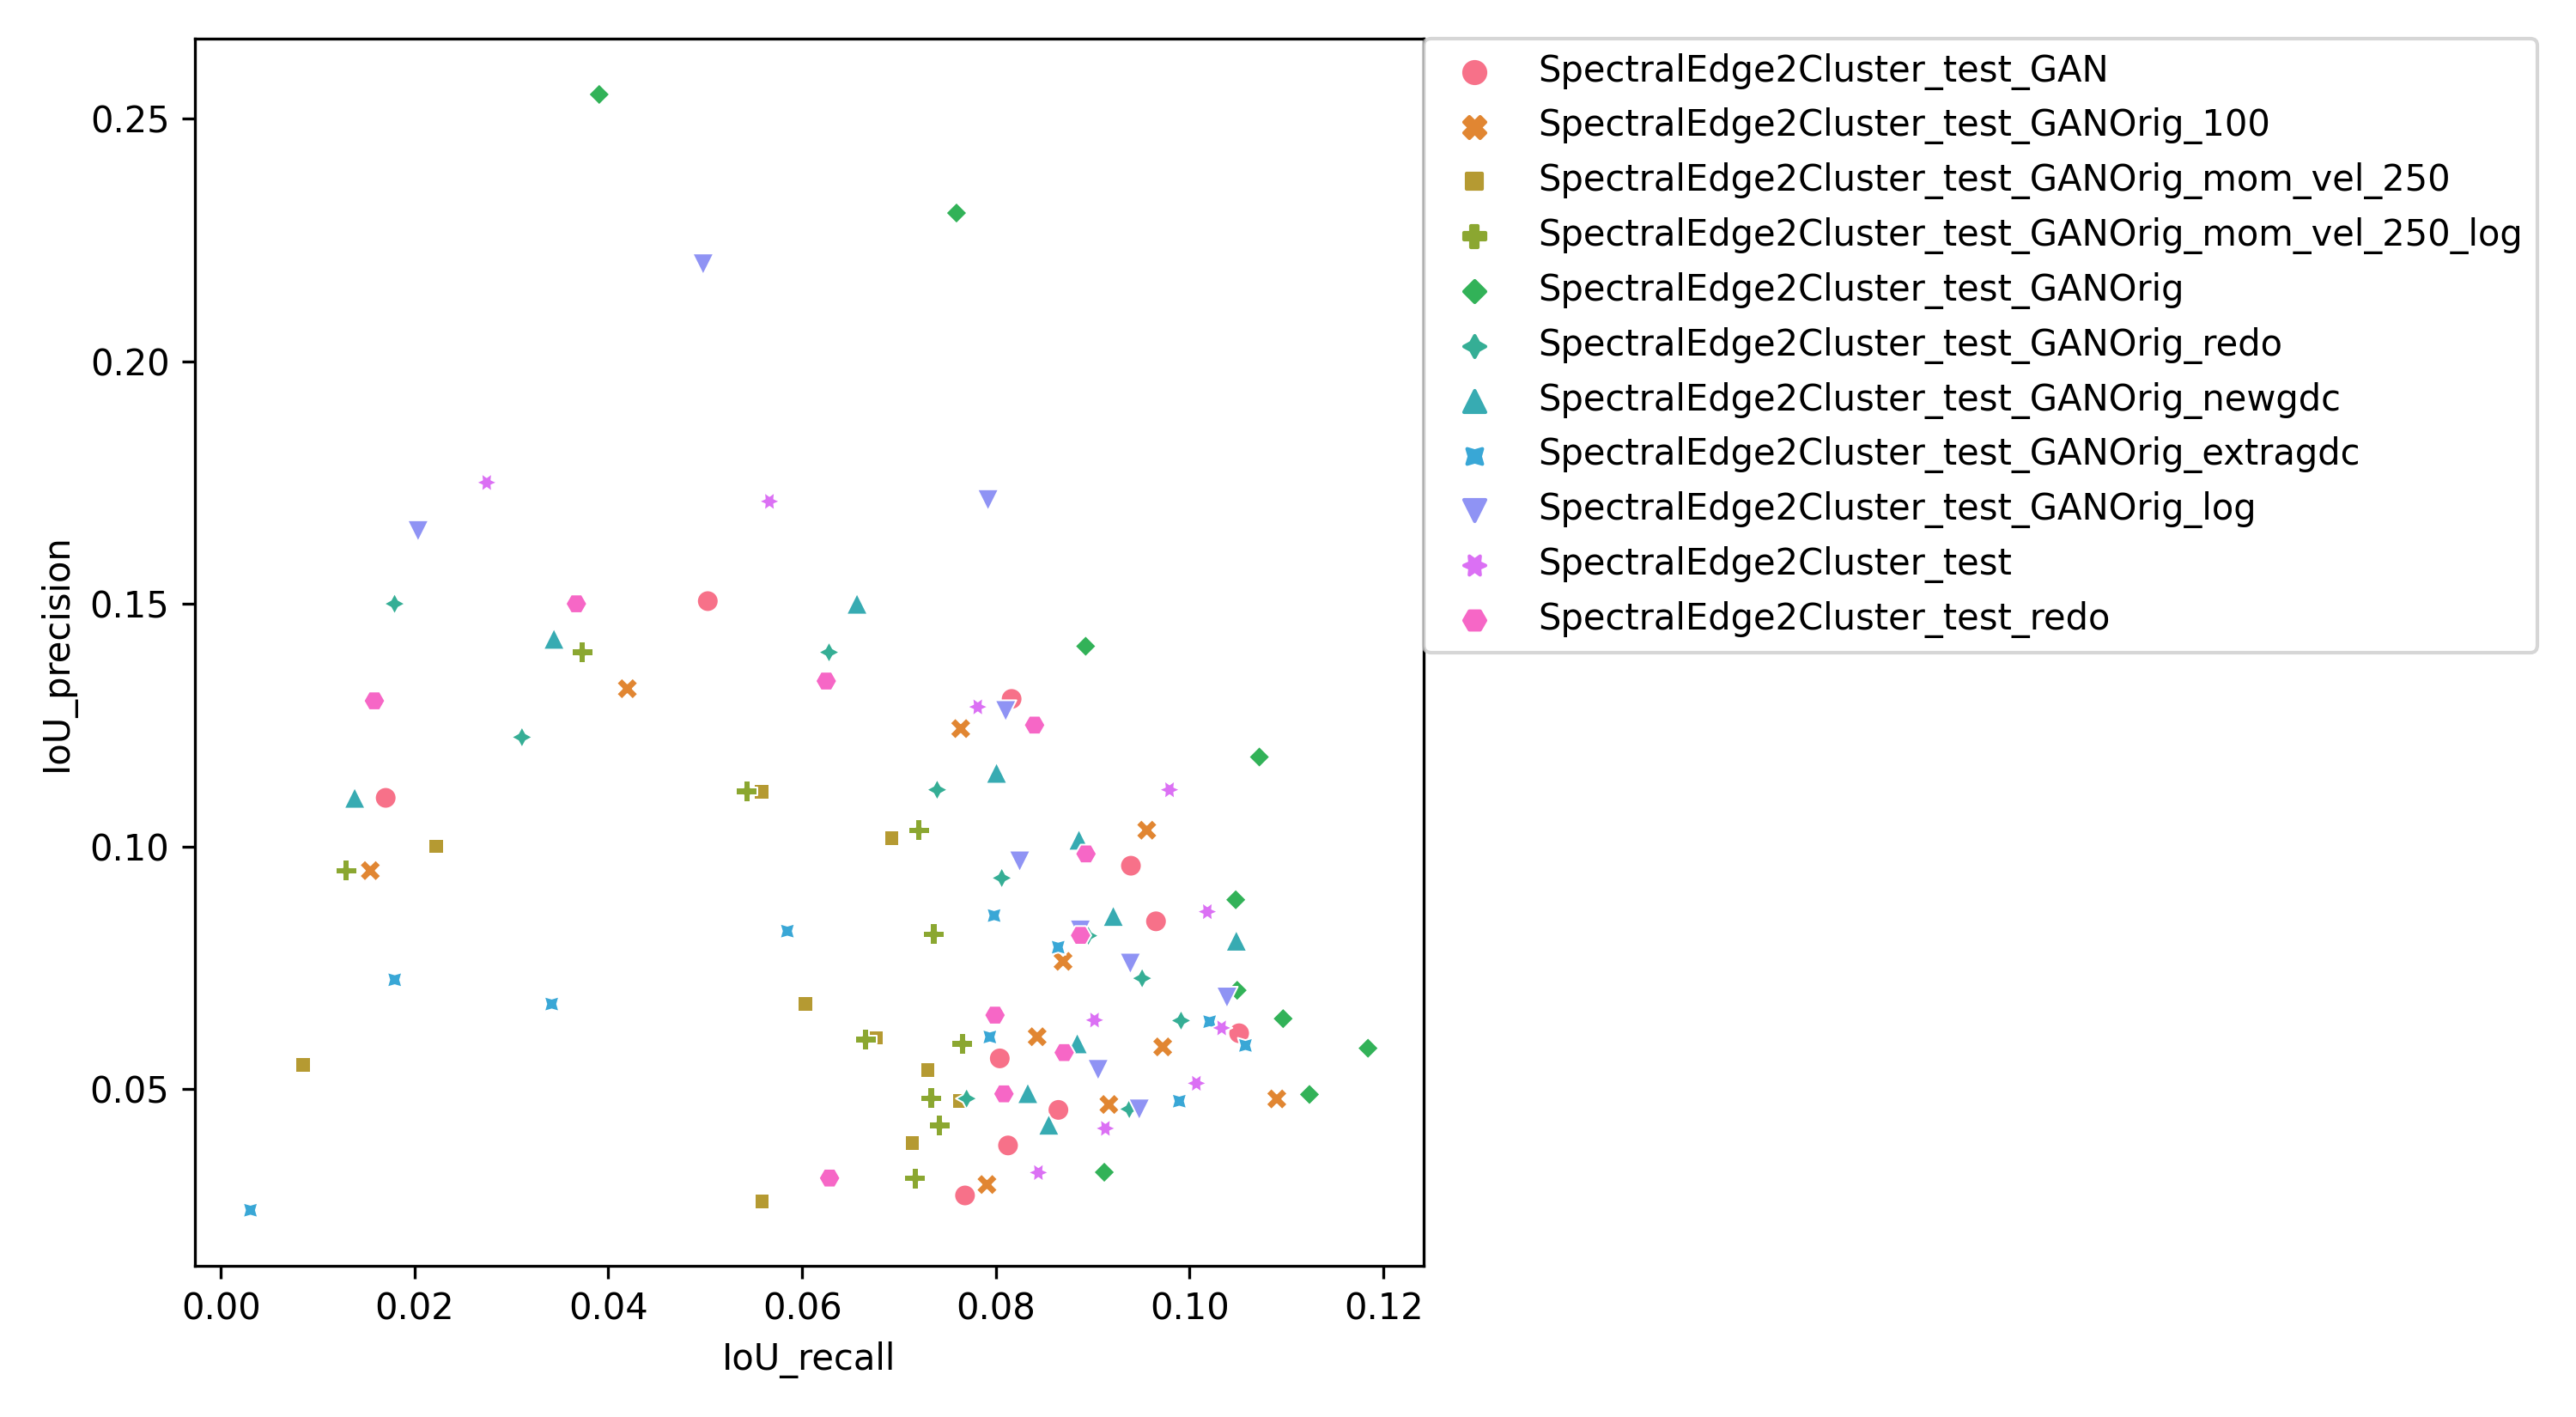 0.25
0.20
0.15
0.10
0.05
IoU_precision
0.00 0.02 0.04 0.06 0.08 0.10 0.12
IoU_recall
SpectralEdge2Cluster_test_GAN
SpectralEdge2Cluster_test_GANOrig_100
SpectralEdge2Cluster_test_GANOrig_mom_vel_250
SpectralEdge2Cluster_test_GANOrig_mom_vel_250_log
SpectralEdge2Cluster_test_GANOrig
SpectralEdge2Cluster_test_GANOrig_redo
SpectralEdge2Cluster_test_GANOrig_newgdc
SpectralEdge2Cluster_test_GANOrig_extragdc
SpectralEdge2Cluster_test_GANOrig_log
SpectralEdge2Cluster_test
SpectralEdge2Cluster_test_redo